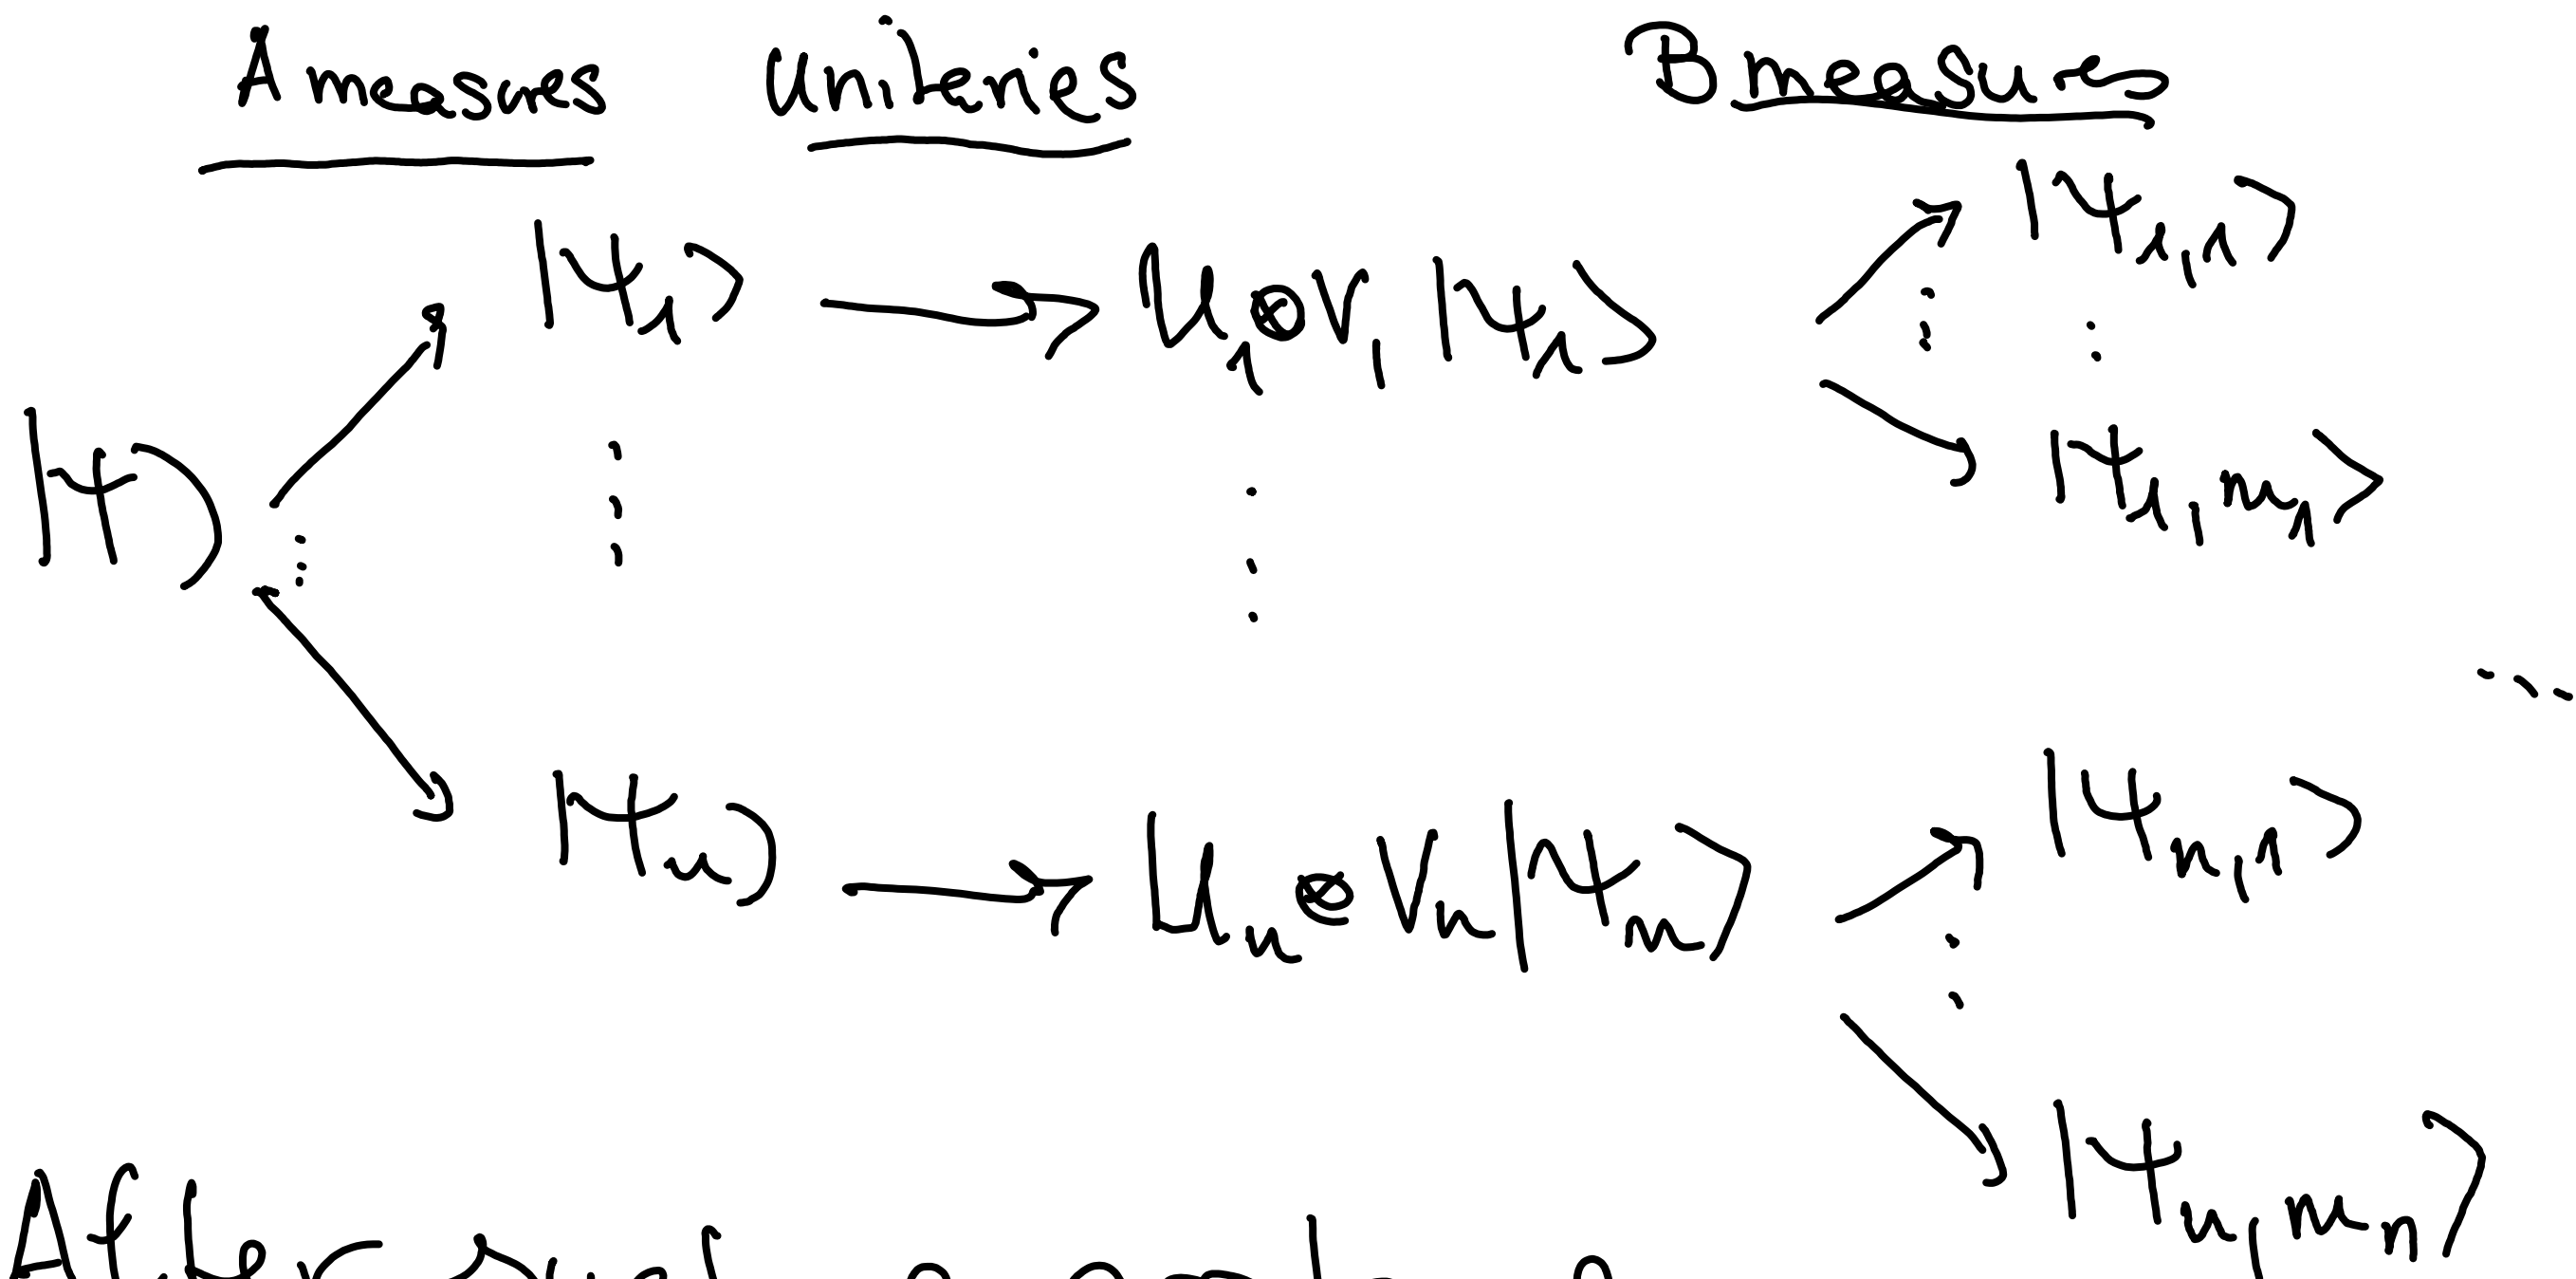 A measures Uniteries B measures
|ψ₁⟩ → U₁⊗V₁|ψ₁⟩ |ψ₁,₁⟩
⋮
|ψ⟩ |ψ₁,ₘ₁⟩
⋮
...
|ψₙ⟩ → Uₙ⊗Vₙ|ψₙ⟩ |ψₙ,₁⟩
⋮
|ψₙ,ₘₙ⟩
After